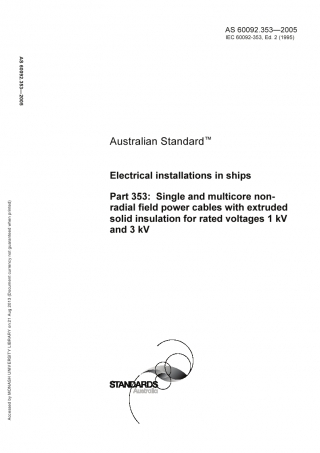 AS 60092.353—2005
IEC 60092-353, Ed. 2 (1995)
AS 60092.353—2005
Australian Standard™
Electrical installations in ships
Part 353: Single and multicore non-
radial field power cables with extruded
solid insulation for rated voltages 1 kV
and 3 kV
Accessed by MONASH UNIVERSITY LIBRARY on 21 Aug 2010 (Document currency not guaranteed when printed)
STANDARDS
Australia